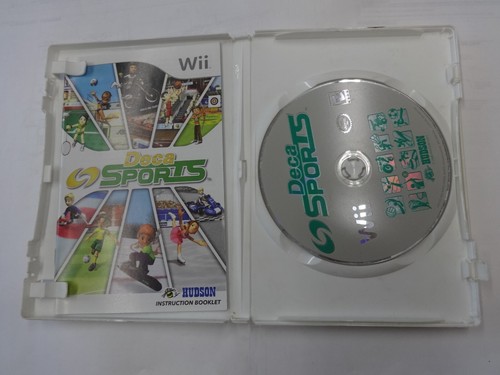 Wii
Deca
SPORTS
HUDSON
INSTRUCTION BOOKLET
Deca
SPORTS
Wii
HUDSON